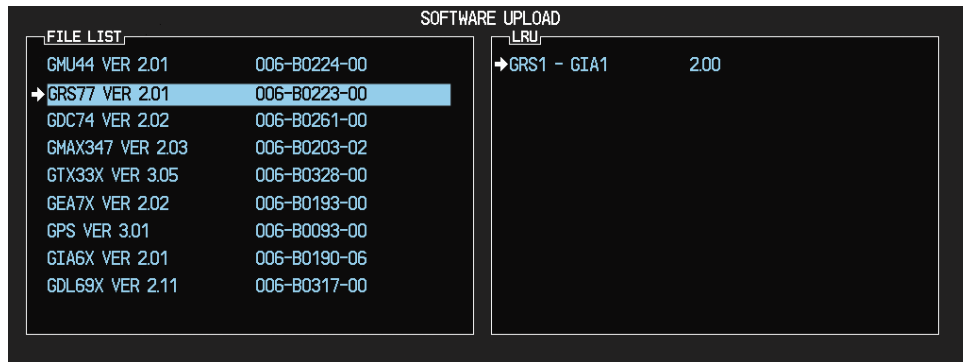 SOFTWARE UPLOAD
FILE LIST
GMU44 VER 2.01 006-B0224-00
GRS77 VER 2.01 006-B0223-00
GDC74 VER 2.02 006-B0261-00
GMAX347 VER 2.03 006-B0203-02
GTX33X VER 3.05 006-B0328-00
GEA7X VER 2.02 006-B0193-00
GPS VER 3.01 006-B0093-00
GIA6X VER 2.01 006-B0190-06
GDL69X VER 2.11 006-B0317-00
LRU
GRS1 - GIA1 2.00